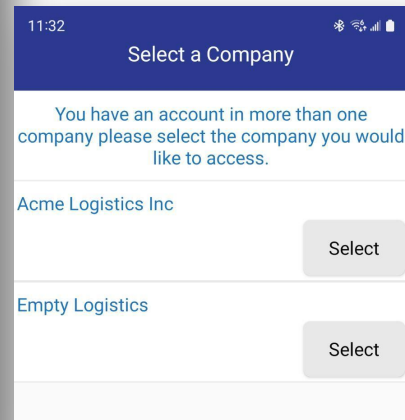 11:32
Select a Company
You have an account in more than one
company please select the company you would
like to access.
Acme Logistics Inc
Select
Empty Logistics
Select